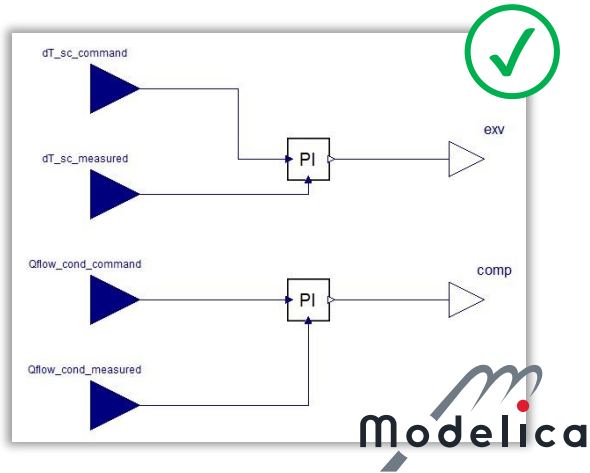 dT_sc_command
exv
dT_sc_measured
PI
Qflow_cond_command
comp
PI
Qflow_cond_measured
Modelica